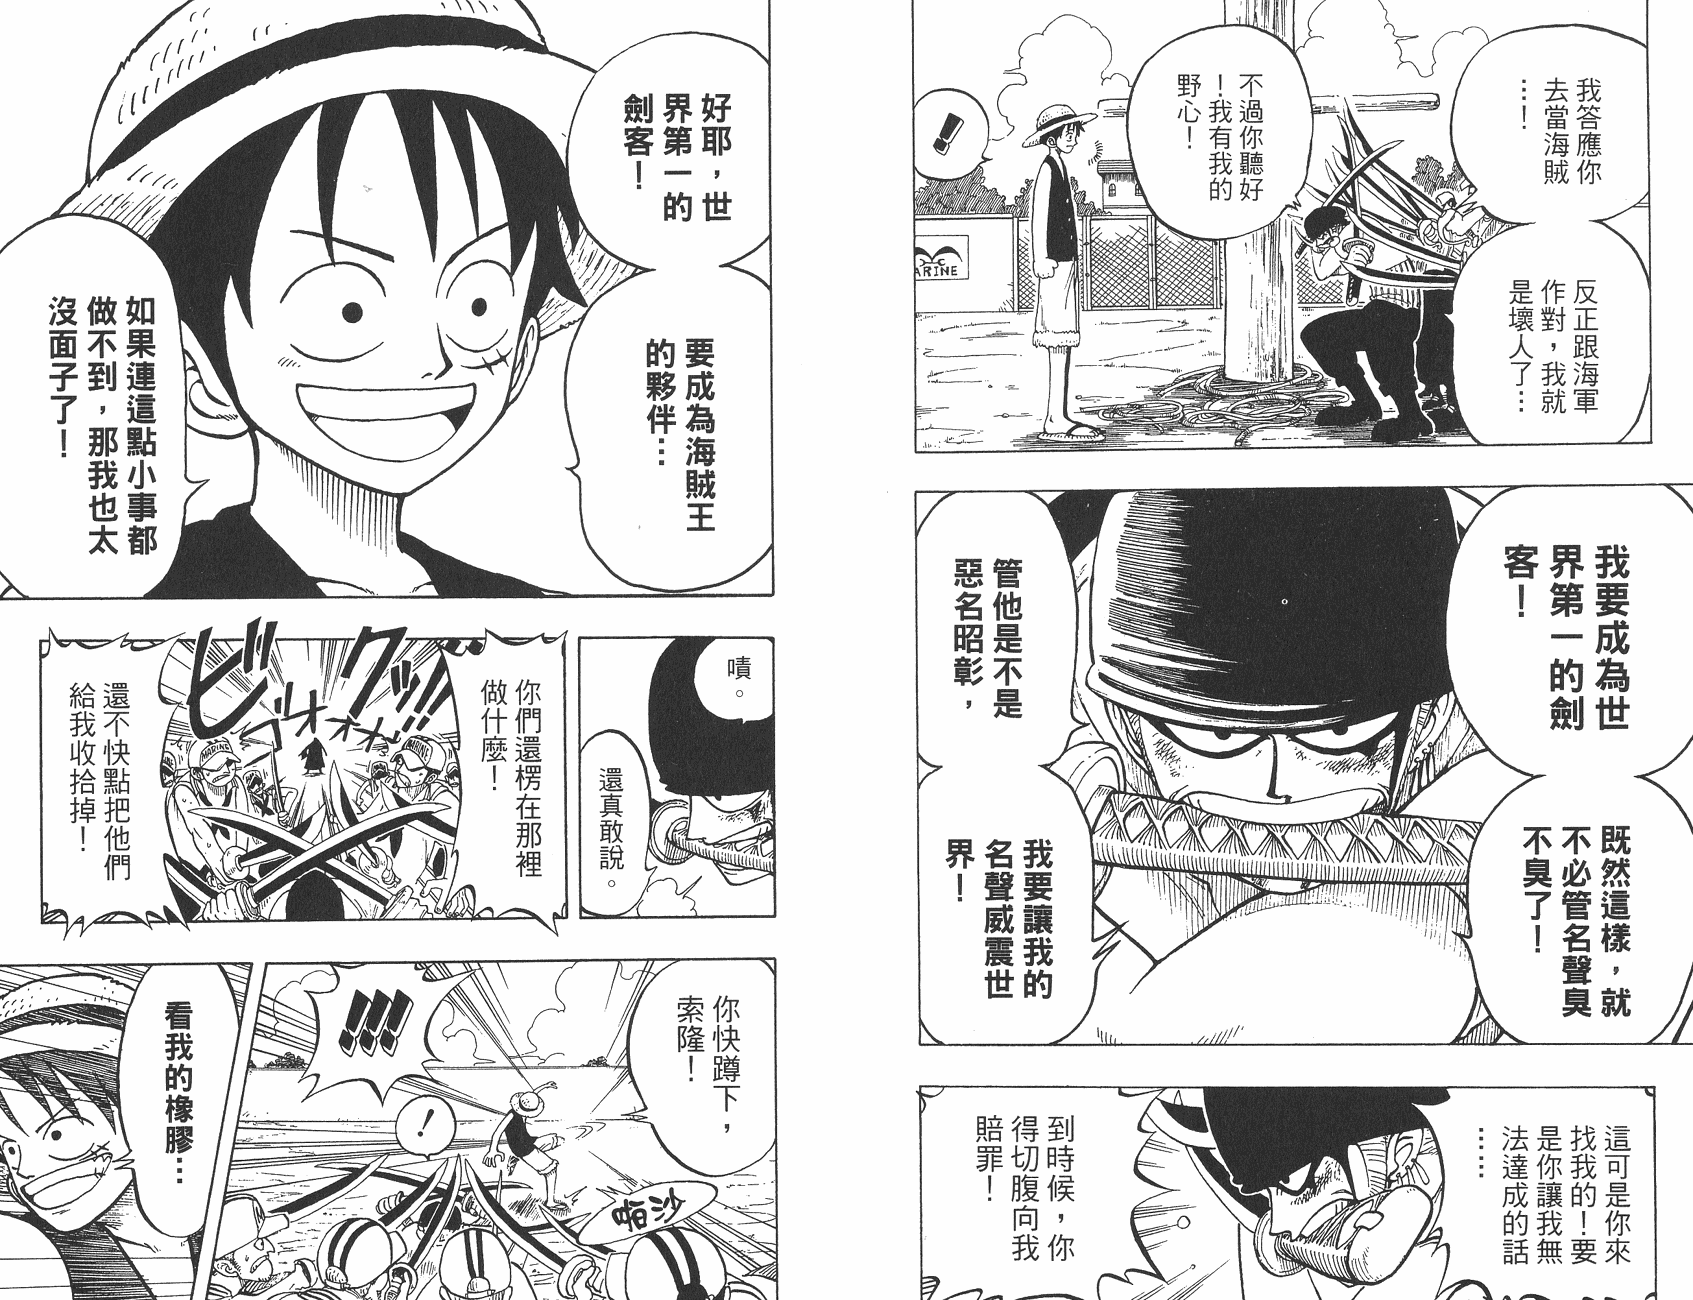 我答應你
去當海賊
…！
反正跟海軍
作對，我就
是壞人了…
不過你聽好
！我有我的
野心！
!!
MARINE
我要成為世
界第一的劍
客！
既然這樣，就
不必管名聲臭
不臭了！
管他是不是
惡名昭彰，
我要讓我的
名聲威震世
界！
這可是你來
找我的！要
是你讓我無
法達成的話
……
到時候，你
得切腹向我
賠罪！
好耶，世
界第一的
劍客！
要成為海賊王
的夥伴…
如果連這點小事都
做不到，那我也太
沒面子了！
嘖。
還真敢說。
你們還楞在那裡
做什麼！
ビクッ!!!
オオオオ
MARINE
還不快點把他們
給我收拾掉！
你快蹲下，
索隆！
!!!
!
啪沙
看我的橡膠…